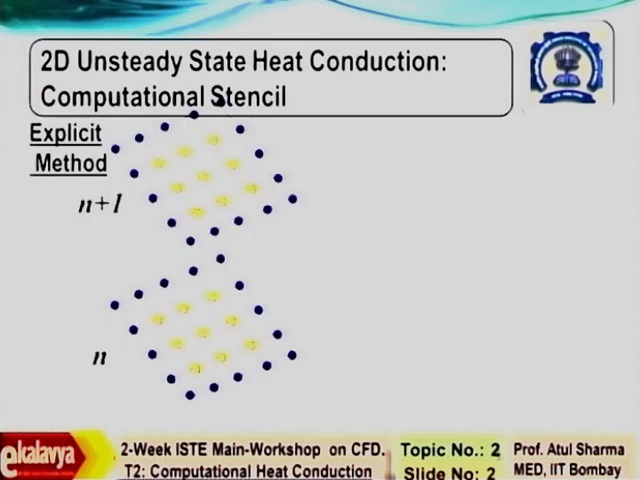 2D Unsteady State Heat Conduction:
Computational Stencil
Explicit
Method
n+1
n
ekalavya
2-Week ISTE Main-Workshop on CFD.
T2: Computational Heat Conduction
Topic No.: 2
Slide No: 2
Prof. Atul Sharma
MED, IIT Bombay